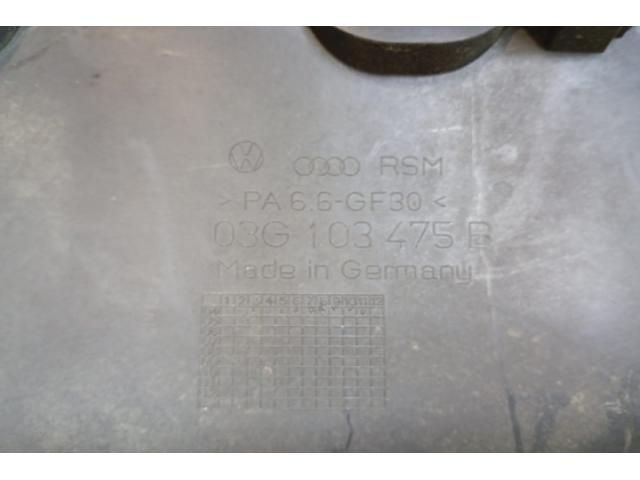 RSM
> PA 6.6-GF30 <
03G 103 475 B
Made in Germany